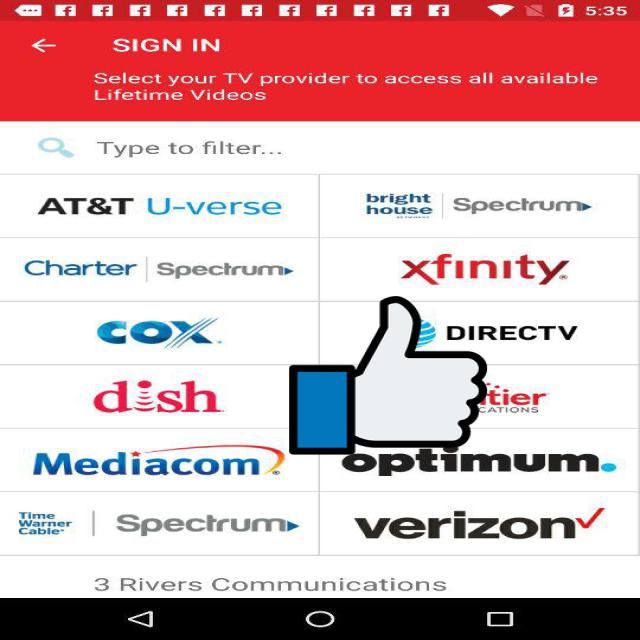 5:35
SIGN IN
Select your TV provider to access all available
Lifetime Videos
Type to filter...
AT&T U-verse
bright house NETWORKS | Spectrum
Charter | Spectrum
xfinity
COX
DIRECTV
dish
tier
CATIONS
Mediacom
optimum.
Time Warner Cable | Spectrum
verizon
3 Rivers Communications